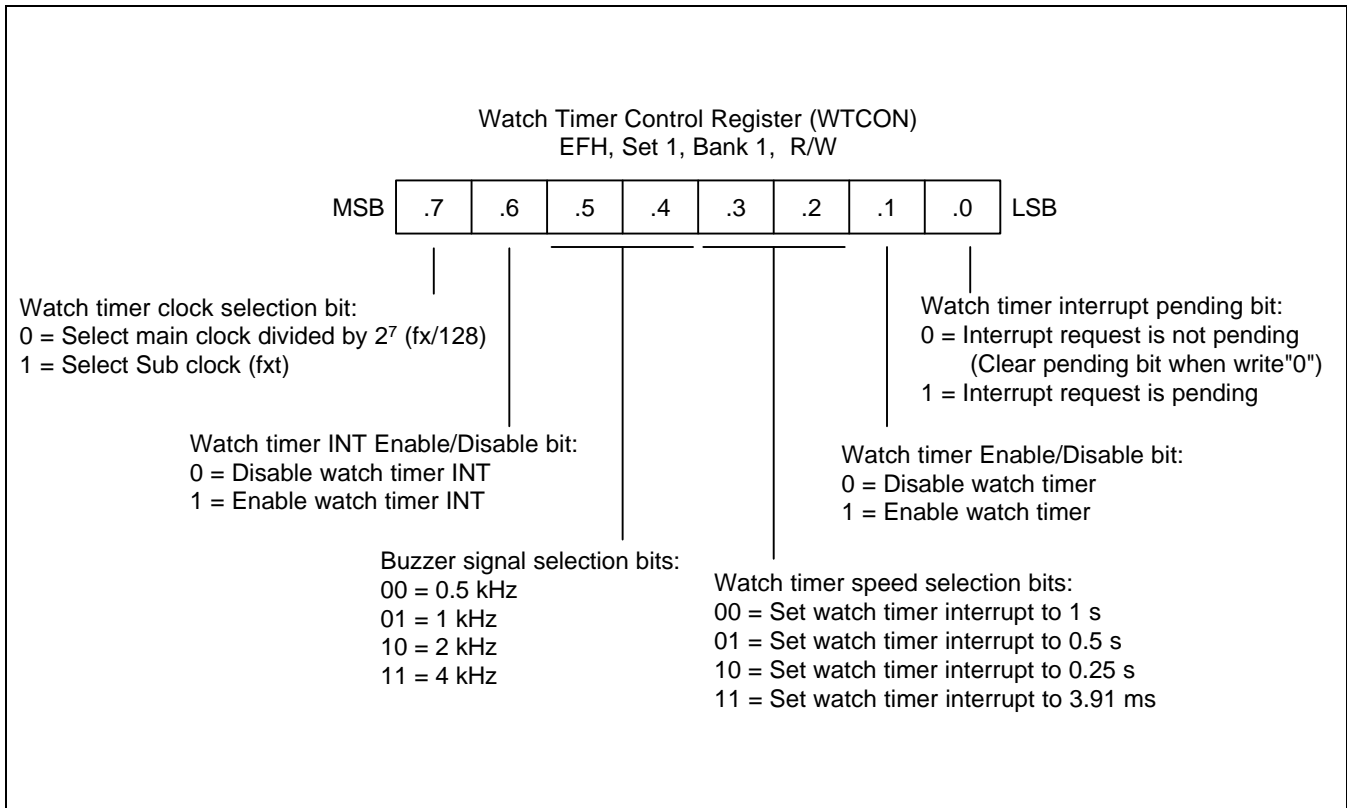 Watch Timer Control Register (WTCON)
EFH, Set 1, Bank 1, R/W
MSB .7 .6 .5 .4 .3 .2 .1 .0 LSB
Watch timer clock selection bit:
0 = Select main clock divided by 2⁷ (fx/128)
1 = Select Sub clock (fxt)
Watch timer interrupt pending bit:
0 = Interrupt request is not pending
(Clear pending bit when write"0")
1 = Interrupt request is pending
Watch timer INT Enable/Disable bit:
0 = Disable watch timer INT
1 = Enable watch timer INT
Watch timer Enable/Disable bit:
0 = Disable watch timer
1 = Enable watch timer
Buzzer signal selection bits:
00 = 0.5 kHz
01 = 1 kHz
10 = 2 kHz
11 = 4 kHz
Watch timer speed selection bits:
00 = Set watch timer interrupt to 1 s
01 = Set watch timer interrupt to 0.5 s
10 = Set watch timer interrupt to 0.25 s
11 = Set watch timer interrupt to 3.91 ms